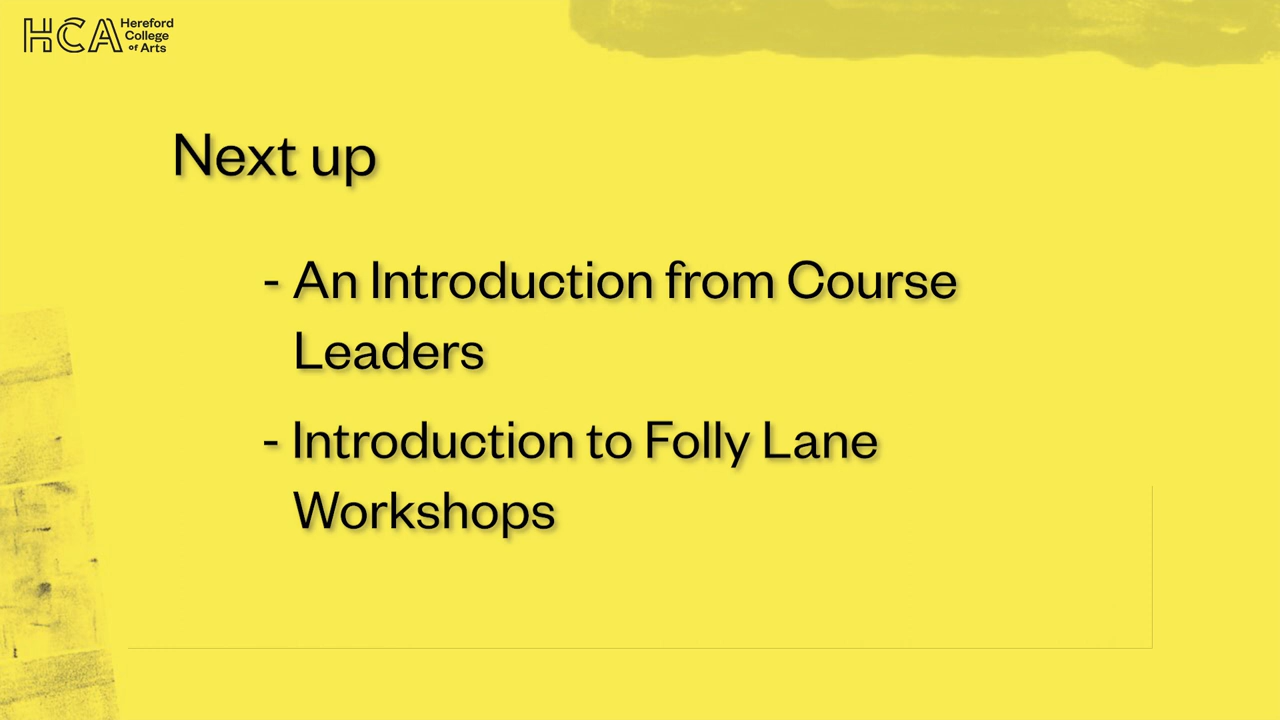 HCA
Hereford
College
of Arts
Next up
- An Introduction from Course
Leaders
- Introduction to Folly Lane
Workshops